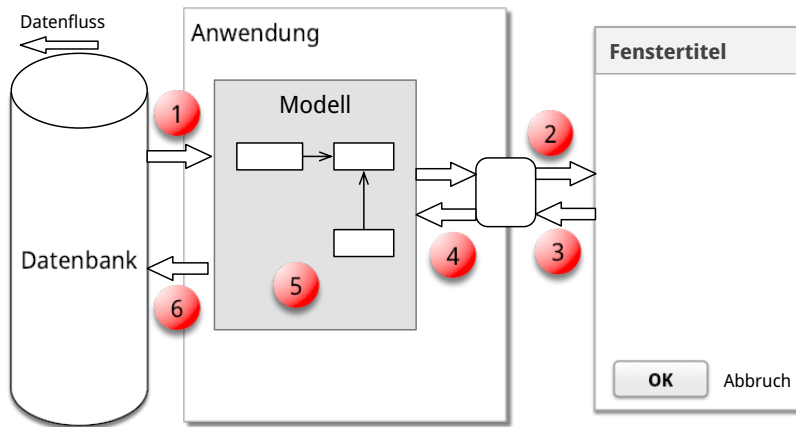 Datenfluss
Anwendung
Fenstertitel
Modell
1
2
Datenbank
4
3
5
6
OK
Abbruch